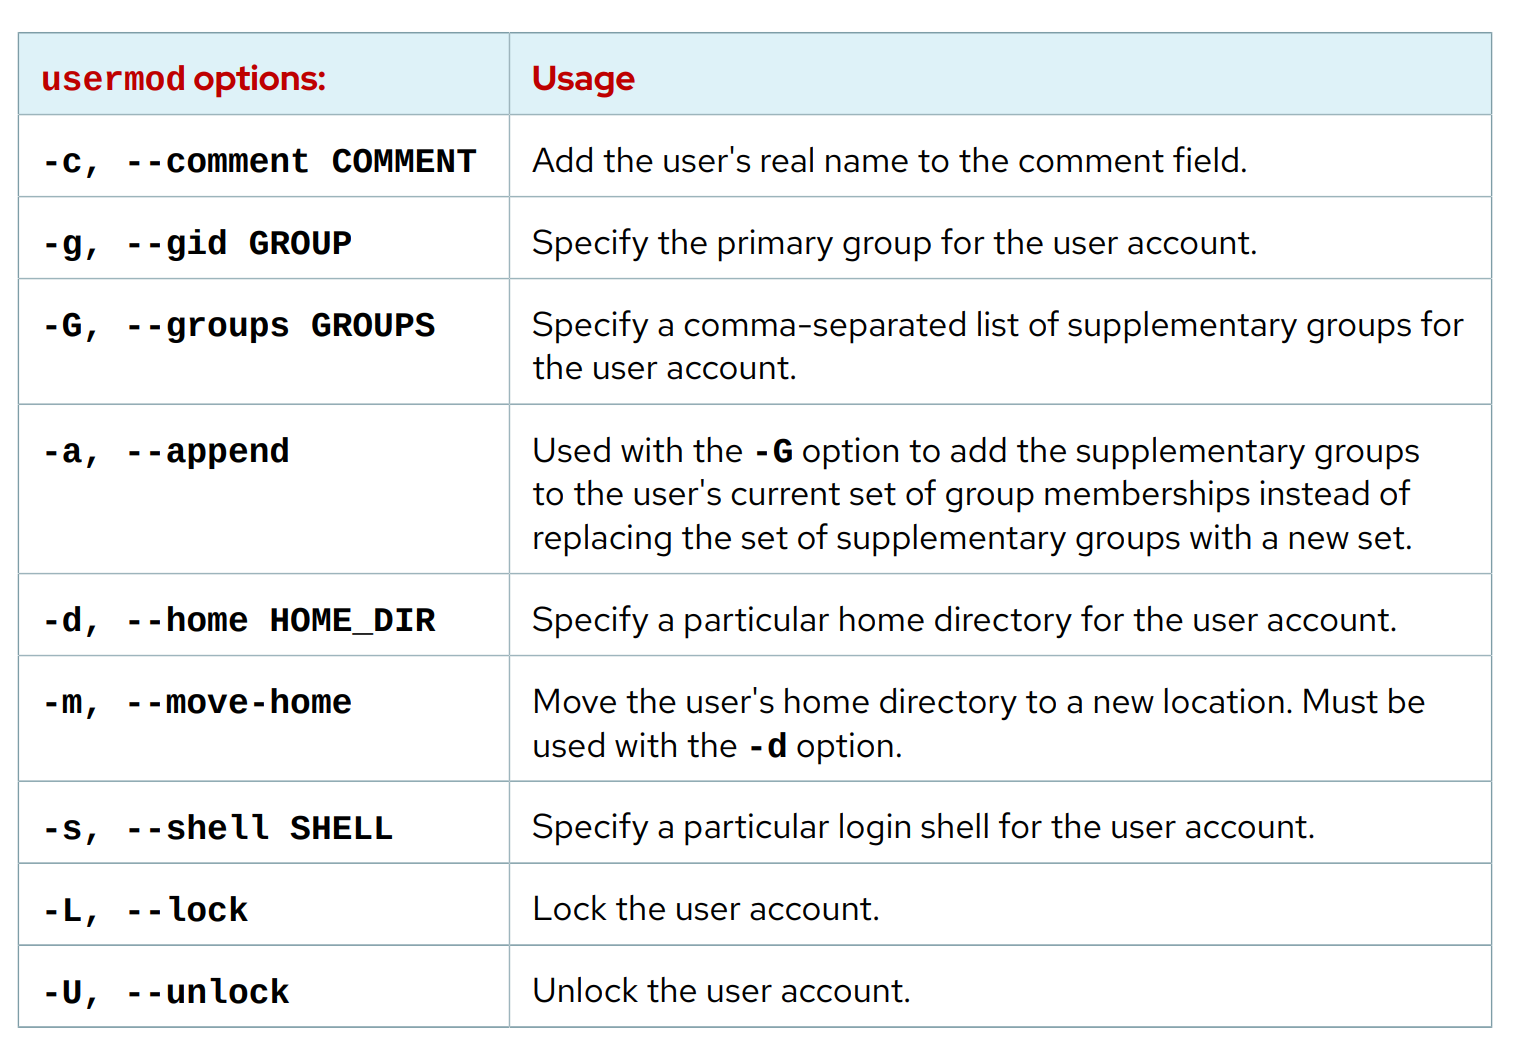 usermod options: Usage
-c, --comment COMMENT Add the user's real name to the comment field.
-g, --gid GROUP Specify the primary group for the user account.
-G, --groups GROUPS Specify a comma-separated list of supplementary groups for
the user account.
-a, --append Used with the -G option to add the supplementary groups
to the user's current set of group memberships instead of
replacing the set of supplementary groups with a new set.
-d, --home HOME_DIR Specify a particular home directory for the user account.
-m, --move-home Move the user's home directory to a new location. Must be
used with the -d option.
-s, --shell SHELL Specify a particular login shell for the user account.
-L, --lock Lock the user account.
-U, --unlock Unlock the user account.